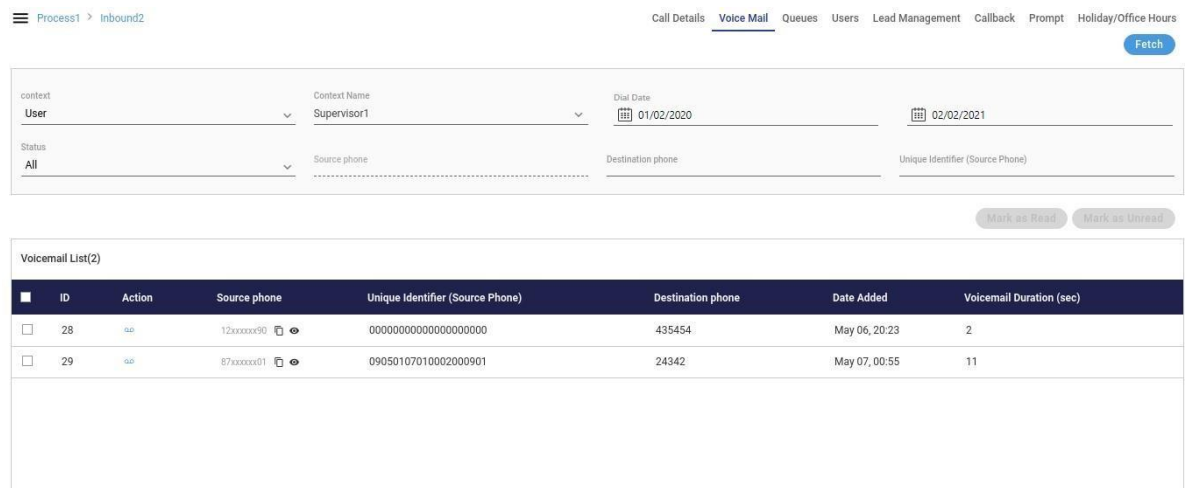 Process1 > Inbound2 Call Details Voice Mail Queues Users Lead Management Callback Prompt Holiday/Office Hours
Fetch
context Context Name Dial Date
User Supervisor1 01/02/2020 02/02/2021
Status Source phone Destination phone Unique Identifier (Source Phone)
All
Mark as Read Mark as Unread
Voicemail List(2)
ID Action Source phone Unique Identifier (Source Phone) Destination phone Date Added Voicemail Duration (sec)
28 12xxxxxx90 00000000000000000000 435454 May 06, 20:23 2
29 87xxxxxx01 09050107010002000901 24342 May 07, 00:55 11